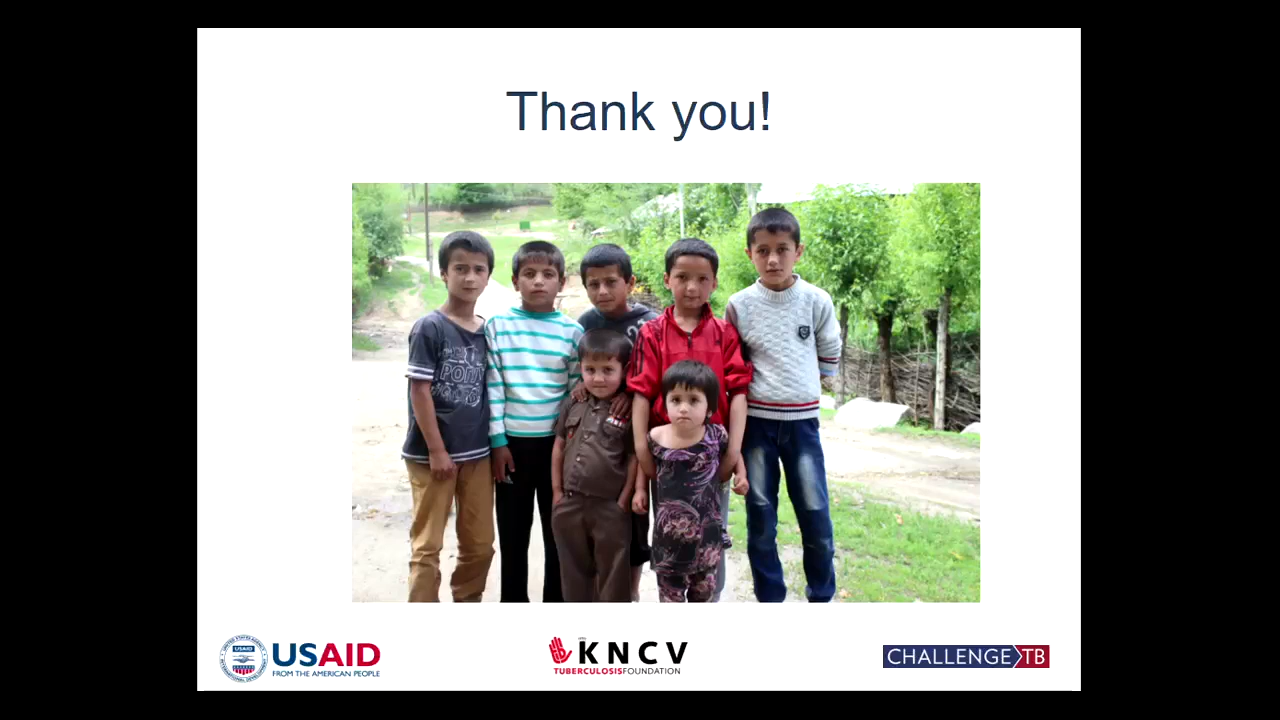 Thank you!
USAID
FROM THE AMERICAN PEOPLE
KNCV
TUBERCULOSISFOUNDATION
CHALLENGE TB